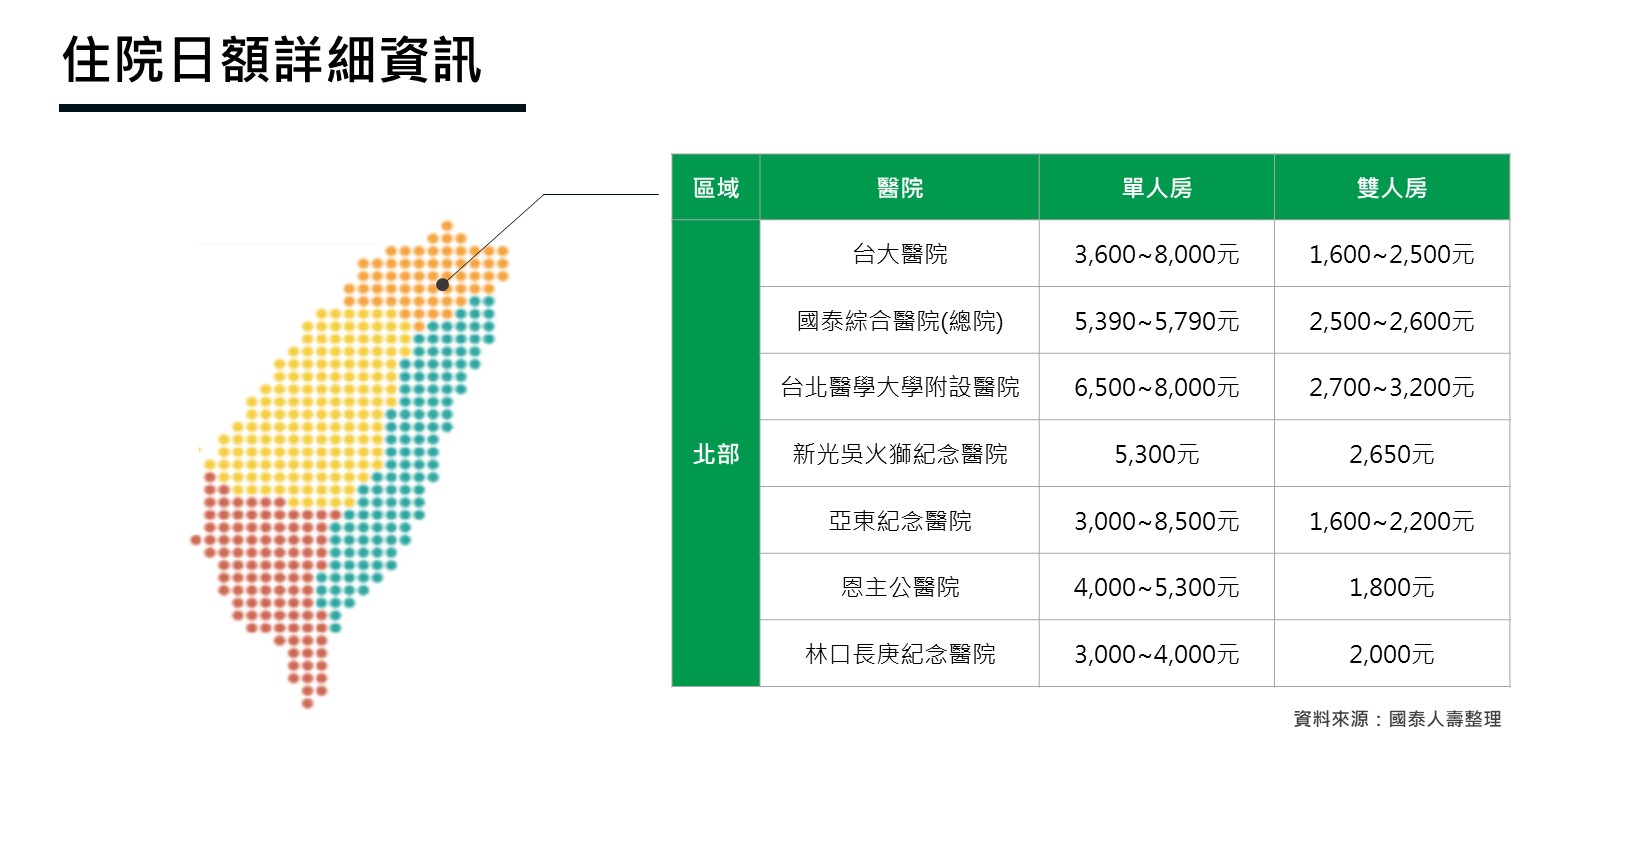 住院日額詳細資訊
區域 醫院 單人房 雙人房
北部
台大醫院 3,600~8,000元 1,600~2,500元
國泰綜合醫院(總院) 5,390~5,790元 2,500~2,600元
台北醫學大學附設醫院 6,500~8,000元 2,700~3,200元
新光吳火獅紀念醫院 5,300元 2,650元
亞東紀念醫院 3,000~8,500元 1,600~2,200元
恩主公醫院 4,000~5,300元 1,800元
林口長庚紀念醫院 3,000~4,000元 2,000元
資料來源：國泰人壽整理